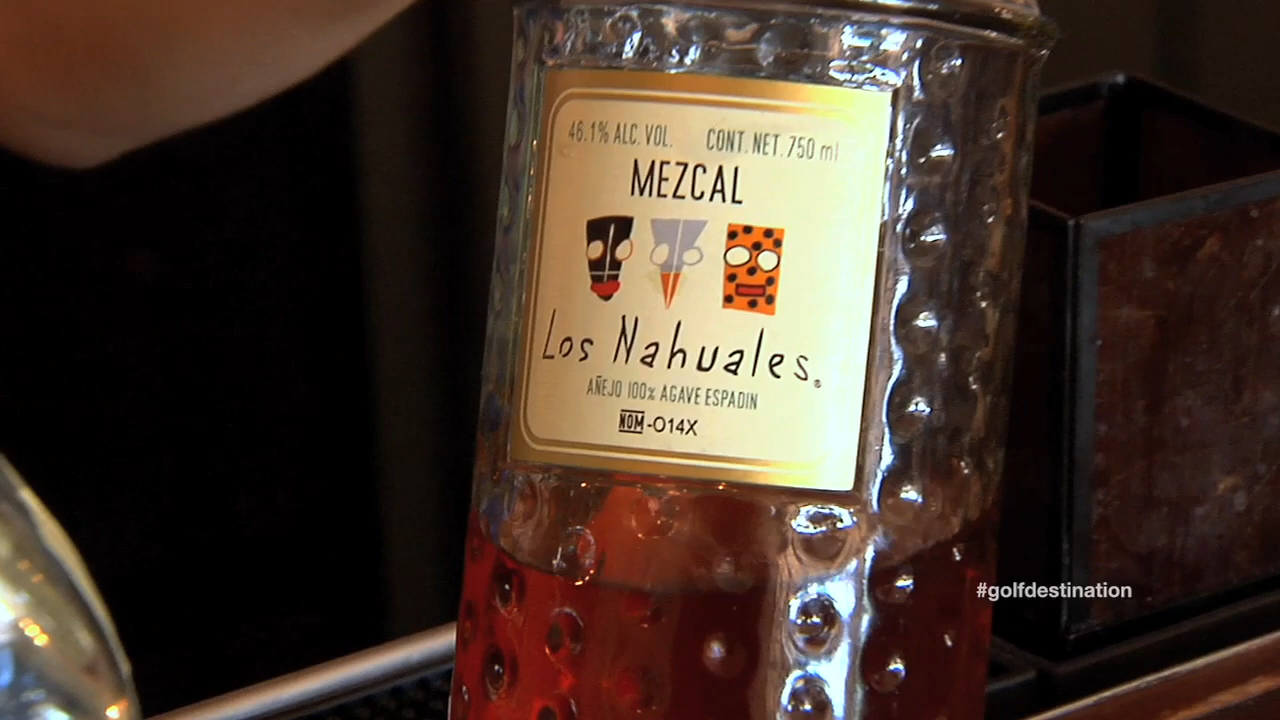 46.1% ALC. VOL. CONT. NET. 750 ml
MEZCAL
Los Nahuales®
AÑEJO 100% AGAVE ESPADIN
NOM-O14X
#golfdestination